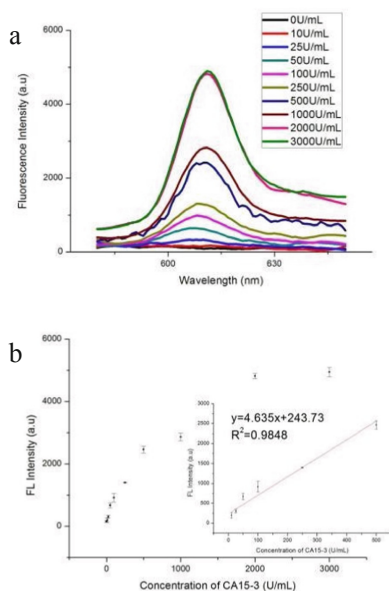 a
6000
4000
2000
0
Fluorescence Intensity (a.u)
0U/mL
10U/mL
25U/mL
50U/mL
100U/mL
250U/mL
500U/mL
1000U/mL
2000U/mL
3000U/mL
600
630
Wavelength (nm)
b
6000
4000
2000
0
FL Intensity (a.u)
y=4.635x+243.73
R²=0.9848
3000
2500
2000
1500
1000
500
0
FL Intensity (a.u)
0 100 200 300 400 500
Concentration of CA15-3 (U/mL)
0 1000 2000 3000
Concentration of CA15-3 (U/mL)